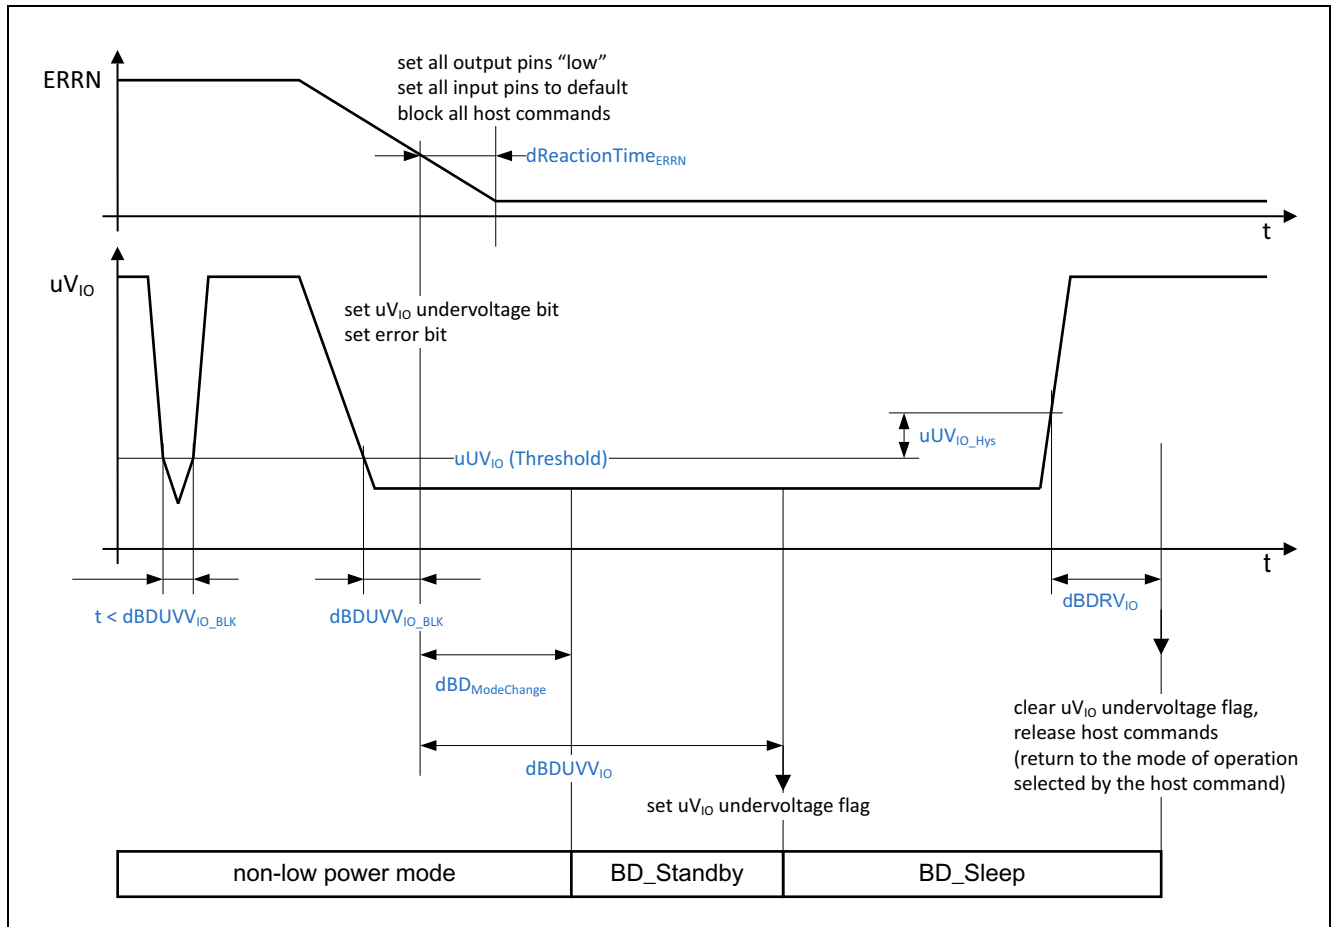 set all output pins “low”
set all input pins to default
block all host commands
ERRN
dReactionTimeERRN
t
uVIO
set uVIO undervoltage bit
set error bit
uUVIO_Hys
uUVIO (Threshold)
t
t < dBDUVVIO_BLK
dBDUVVIO_BLK
dBDRVIO
dBDModeChange
clear uVIO undervoltage flag,
release host commands
(return to the mode of operation
selected by the host command)
dBDUVVIO
set uVIO undervoltage flag
non-low power mode
BD_Standby
BD_Sleep